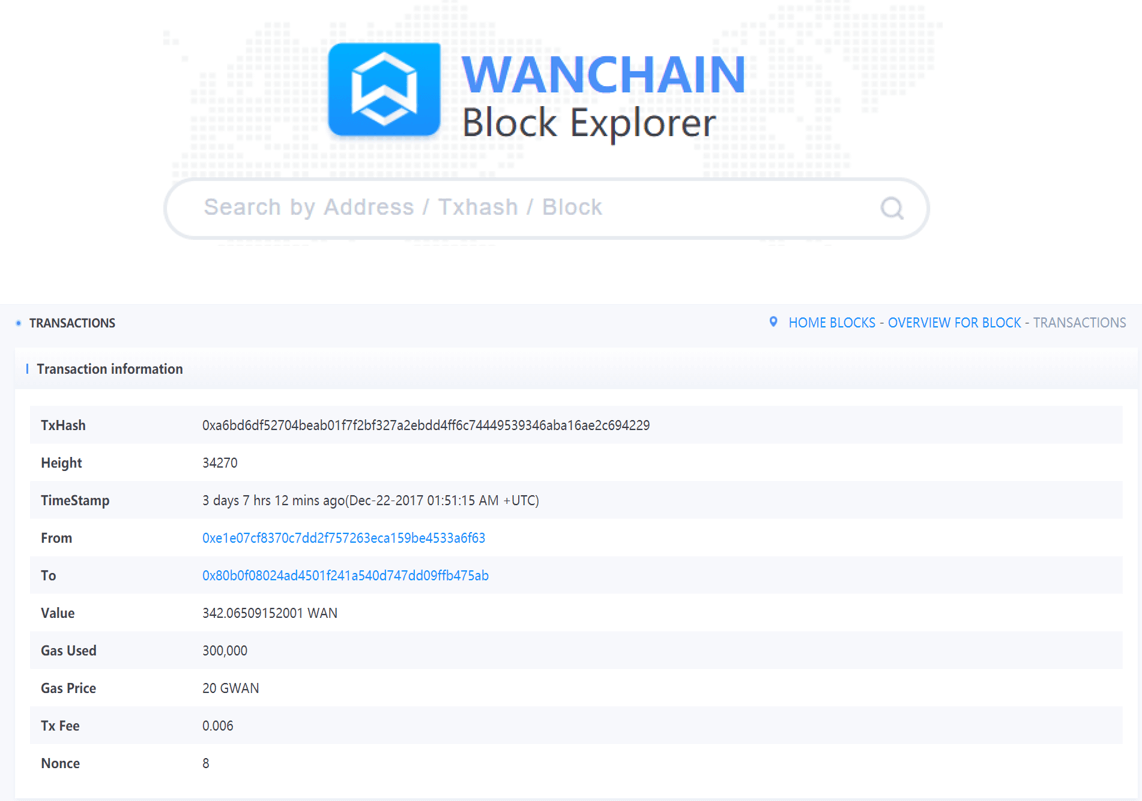 WANCHAIN
Block Explorer
Search by Address / Txhash / Block
TRANSACTIONS HOME BLOCKS - OVERVIEW FOR BLOCK - TRANSACTIONS
Transaction information
TxHash 0xa6bd6df52704beab01f7f2bf327a2ebdd4ff6c74449539346aba16ae2c694229
Height 34270
TimeStamp 3 days 7 hrs 12 mins ago(Dec-22-2017 01:51:15 AM +UTC)
From 0xe1e07cf8370c7dd2f757263eca159be4533a6f63
To 0x80b0f08024ad4501f241a540d747dd09ffb475ab
Value 342.06509152001 WAN
Gas Used 300,000
Gas Price 20 GWAN
Tx Fee 0.006
Nonce 8